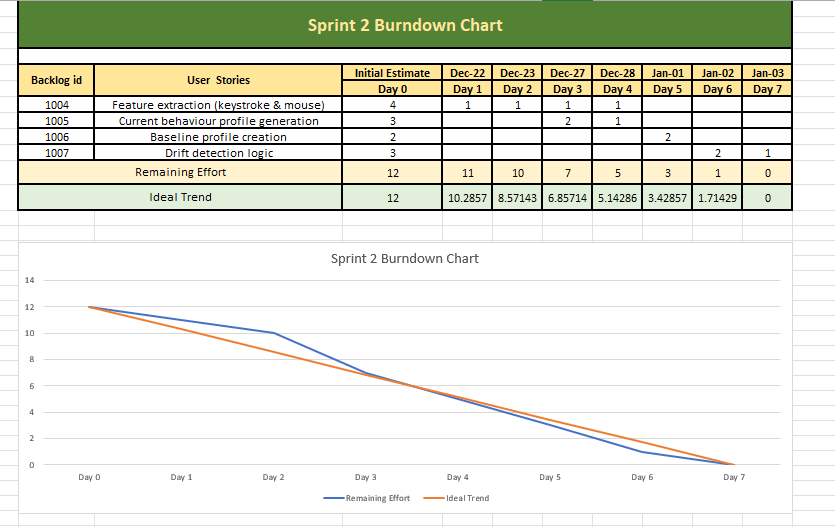 Sprint 2 Burndown Chart
Backlog id User Stories Initial Estimate Dec-22 Dec-23 Dec-27 Dec-28 Jan-01 Jan-02 Jan-03
Day 0 Day 1 Day 2 Day 3 Day 4 Day 5 Day 6 Day 7
1004 Feature extraction (keystroke & mouse) 4 1 1 1 1
1005 Current behaviour profile generation 3 2 1
1006 Baseline profile creation 2 2
1007 Drift detection logic 3 2 1
Remaining Effort 12 11 10 7 5 3 1 0
Ideal Trend 12 10.2857 8.57143 6.85714 5.14286 3.42857 1.71429 0
Sprint 2 Burndown Chart
14
12
10
8
6
4
2
0
Day 0 Day 1 Day 2 Day 3 Day 4 Day 5 Day 6 Day 7
Remaining Effort Ideal Trend